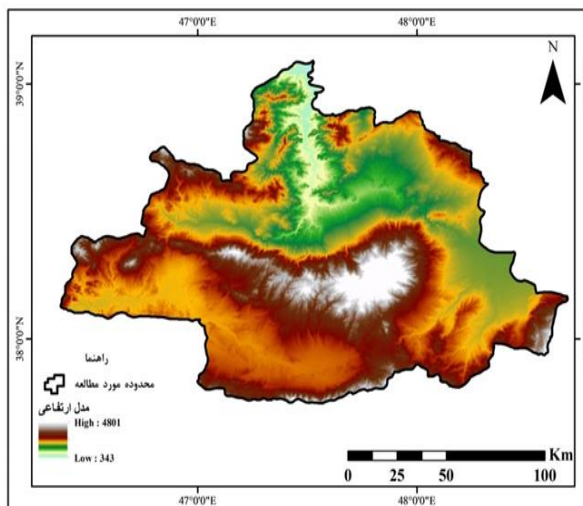 47°0'0"E
48°0'0"E
39°0'0"N
N
38°0'0"N
راهنما
محدوده مورد مطالعه
مدل ارتفاعی
High : 4801
Low : 343
Km
0 25 50 100
47°0'0"E
48°0'0"E